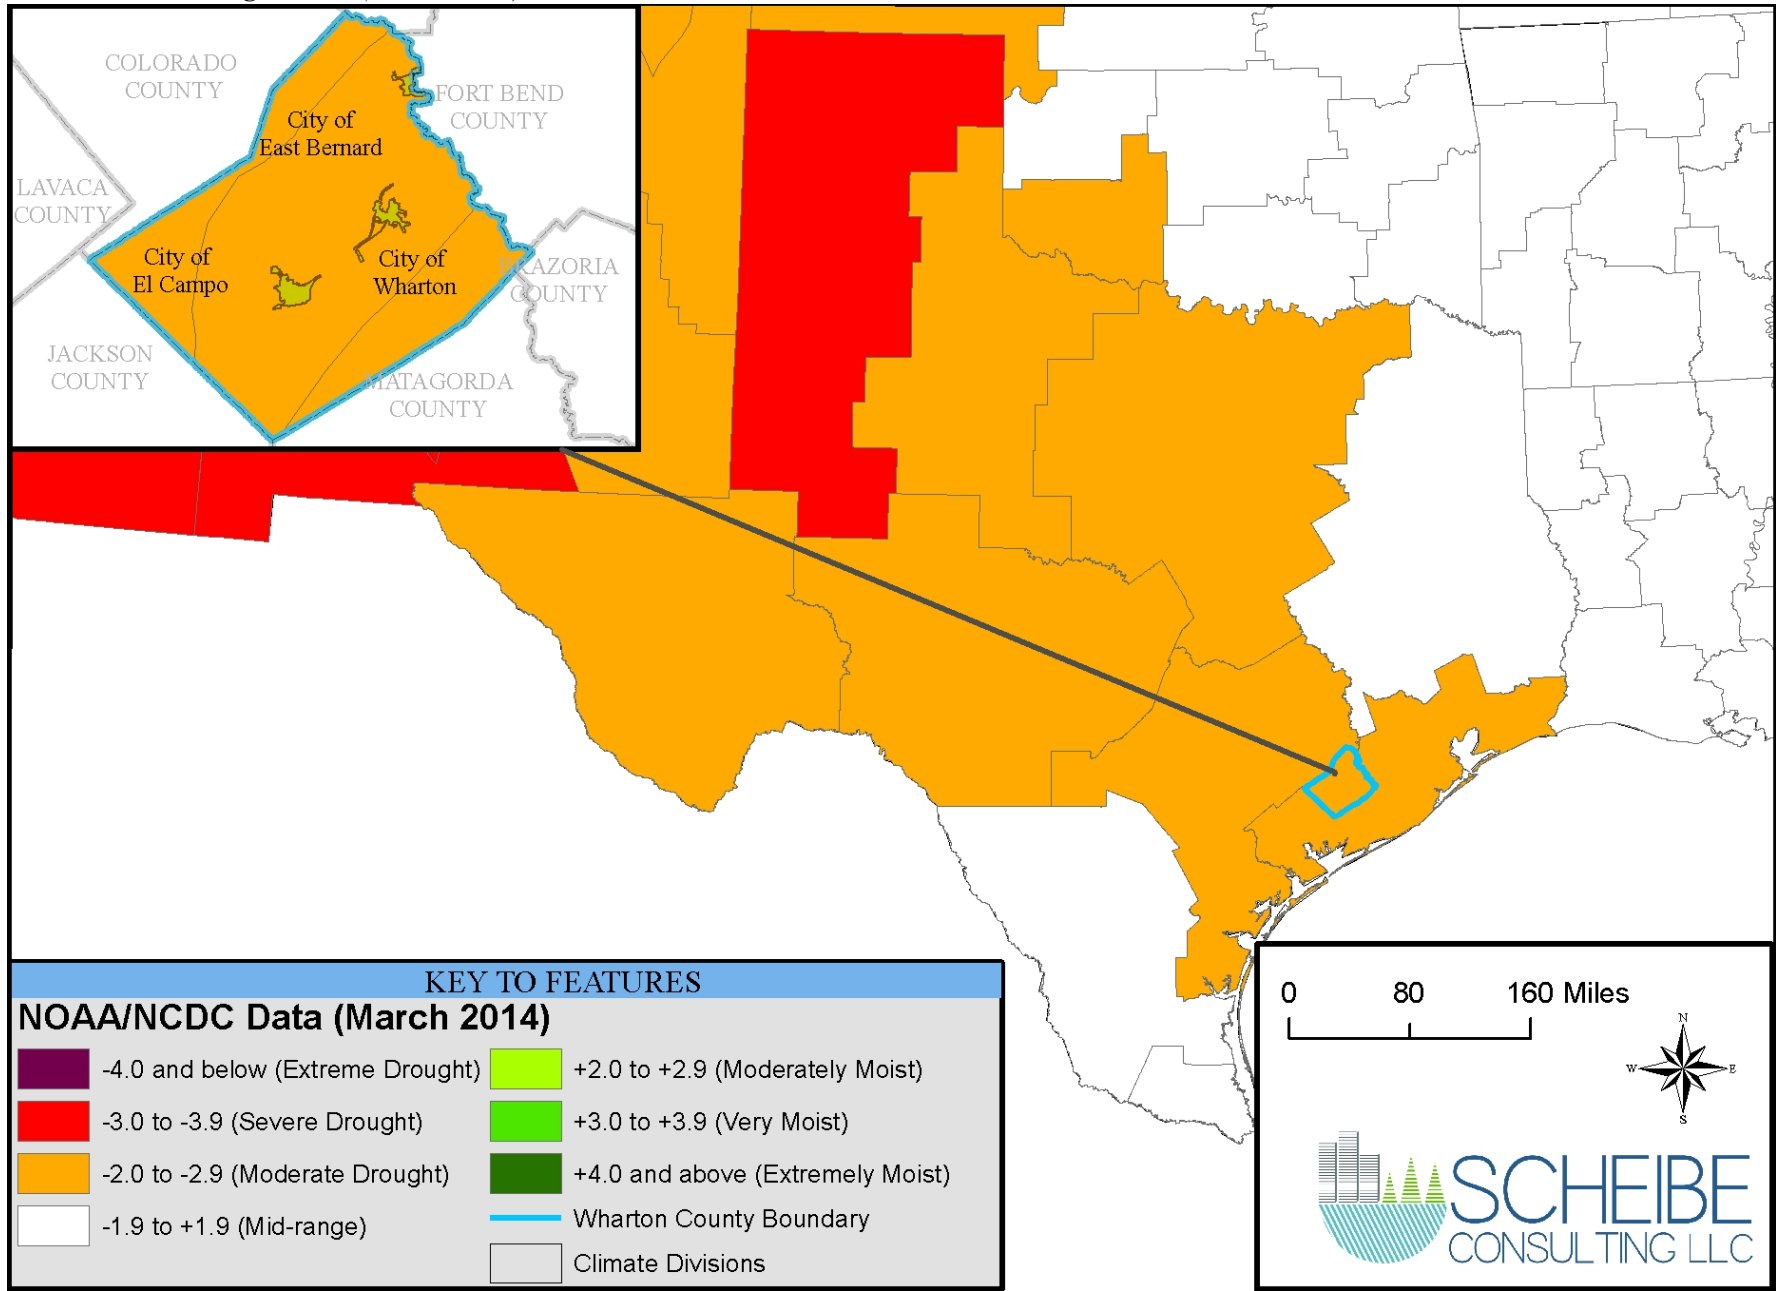 COLORADO
COUNTY
FORT BEND
COUNTY
City of
East Bernard
LAVACA
COUNTY
City of
El Campo
City of
Wharton
BRAZORIA
COUNTY
JACKSON
COUNTY
MATAGORDA
COUNTY
KEY TO FEATURES
NOAA/NCDC Data (March 2014)
-4.0 and below (Extreme Drought)
-3.0 to -3.9 (Severe Drought)
-2.0 to -2.9 (Moderate Drought)
-1.9 to +1.9 (Mid-range)
+2.0 to +2.9 (Moderately Moist)
+3.0 to +3.9 (Very Moist)
+4.0 and above (Extremely Moist)
Wharton County Boundary
Climate Divisions
0 80 160 Miles
N
W E
S
SCHEIBE
CONSULTING LLC